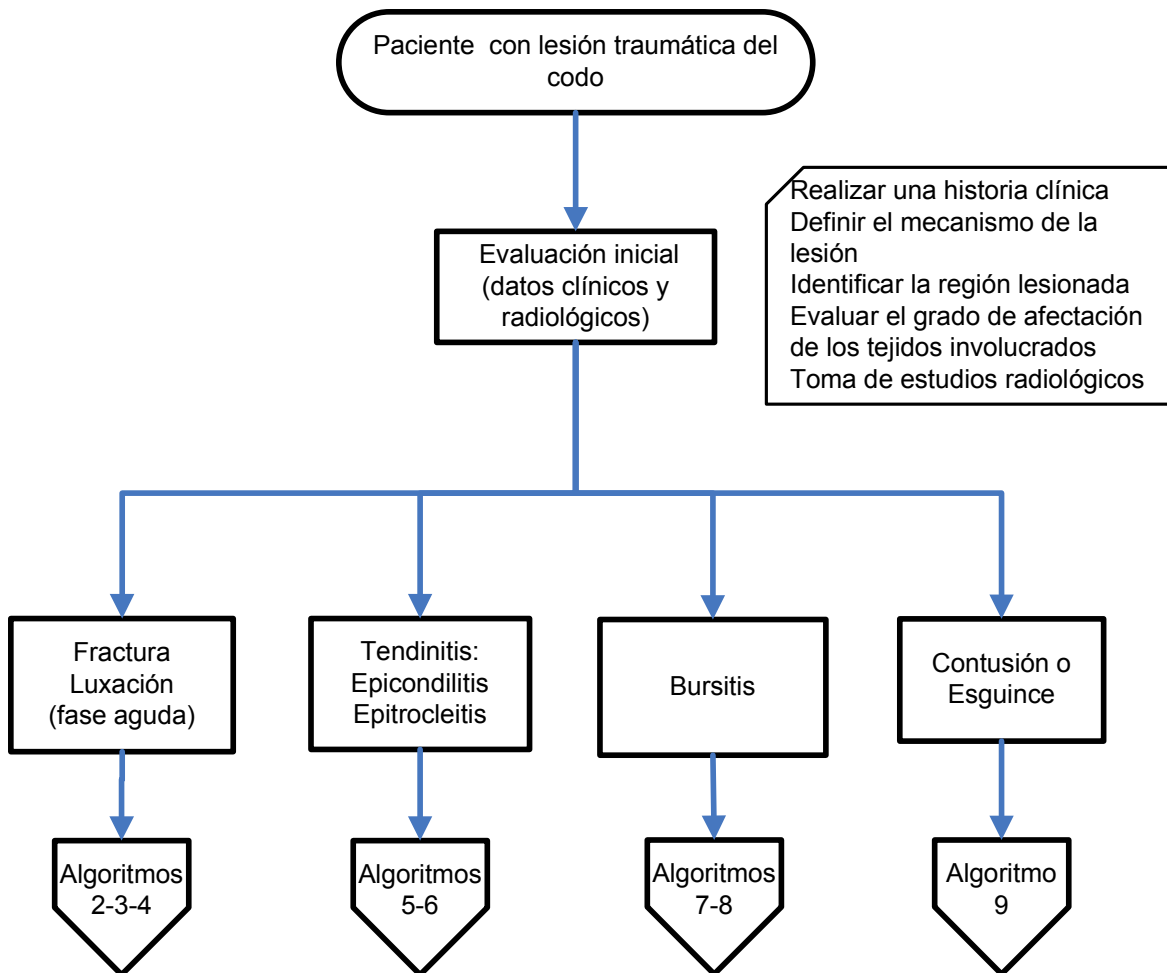 Paciente con lesión traumática del
codo
Realizar una historia clínica
Definir el mecanismo de la
lesión
Identificar la región lesionada
Evaluar el grado de afectación
de los tejidos involucrados
Toma de estudios radiológicos
Evaluación inicial
(datos clínicos y
radiológicos)
Fractura
Luxación
(fase aguda)
Tendinitis:
Epicondilitis
Epitrocleitis
Bursitis
Contusión o
Esguince
Algoritmos
2-3-4
Algoritmos
5-6
Algoritmos
7-8
Algoritmo
9